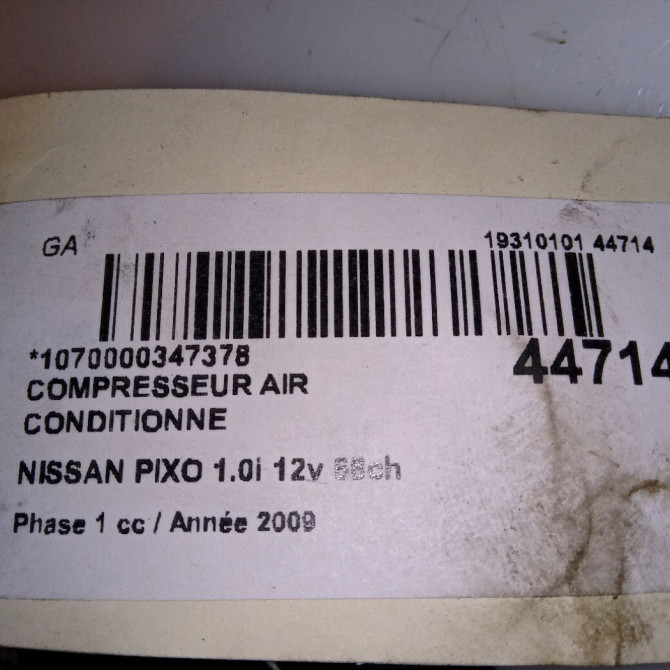 GA
19310101 44714
*1070000347378
44714
COMPRESSEUR AIR
CONDITIONNE
NISSAN PIXO 1.0i 12v
Phase 1 cc / Année 2009